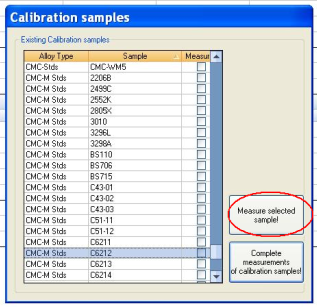 Calibration samples
Existing Calibration samples
Alloy Type Sample Measur
CMC-Stds CMC-WM5
CMC-M Stds 2206B
CMC-M Stds 2499C
CMC-M Stds 2552K
CMC-M Stds 2805X
CMC-M Stds 3010
CMC-M Stds 3296L
CMC-M Stds 3298A
CMC-M Stds BS110
CMC-M Stds BS706
CMC-M Stds BS715
CMC-M Stds C43-01
CMC-M Stds C43-02
CMC-M Stds C43-03
CMC-M Stds C51-11
CMC-M Stds C51-12
CMC-M Stds C6211
CMC-M Stds C6212
CMC-M Stds C6213
CMC-M Stds C6214
Measure selected
sample!
Complete
measurements
of calibration samples!